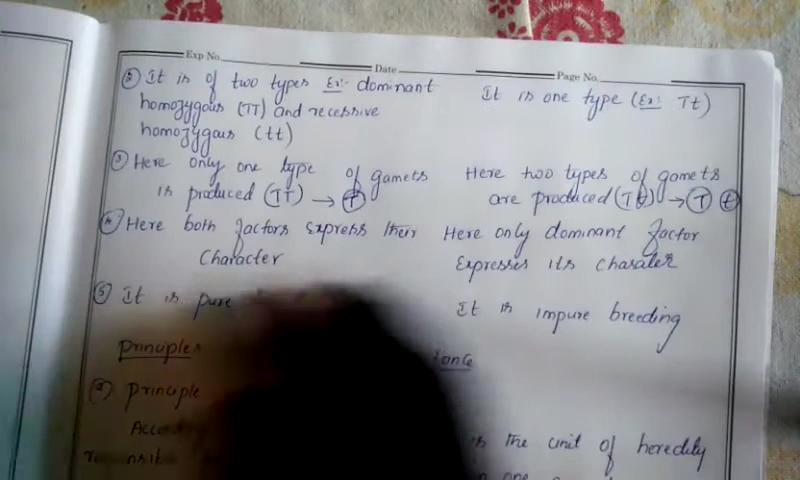 Exp No.
Date
Page No.
② It is of two types Ex:- dominant
homozygous (TT) and recessive
homozygous (tt)
It is one type (Ex: Tt)
③ Here only one type of gamets
is produced (TT) → Ⓣ
Here two types of gamets
are produced (Tt) → Ⓣ ⓣ
④ Here both factors express their
Character
Here only dominant factor
Expresses its charater
⑤ It is pure
It is impure breeding
Principles
principle
is the unit of heredity